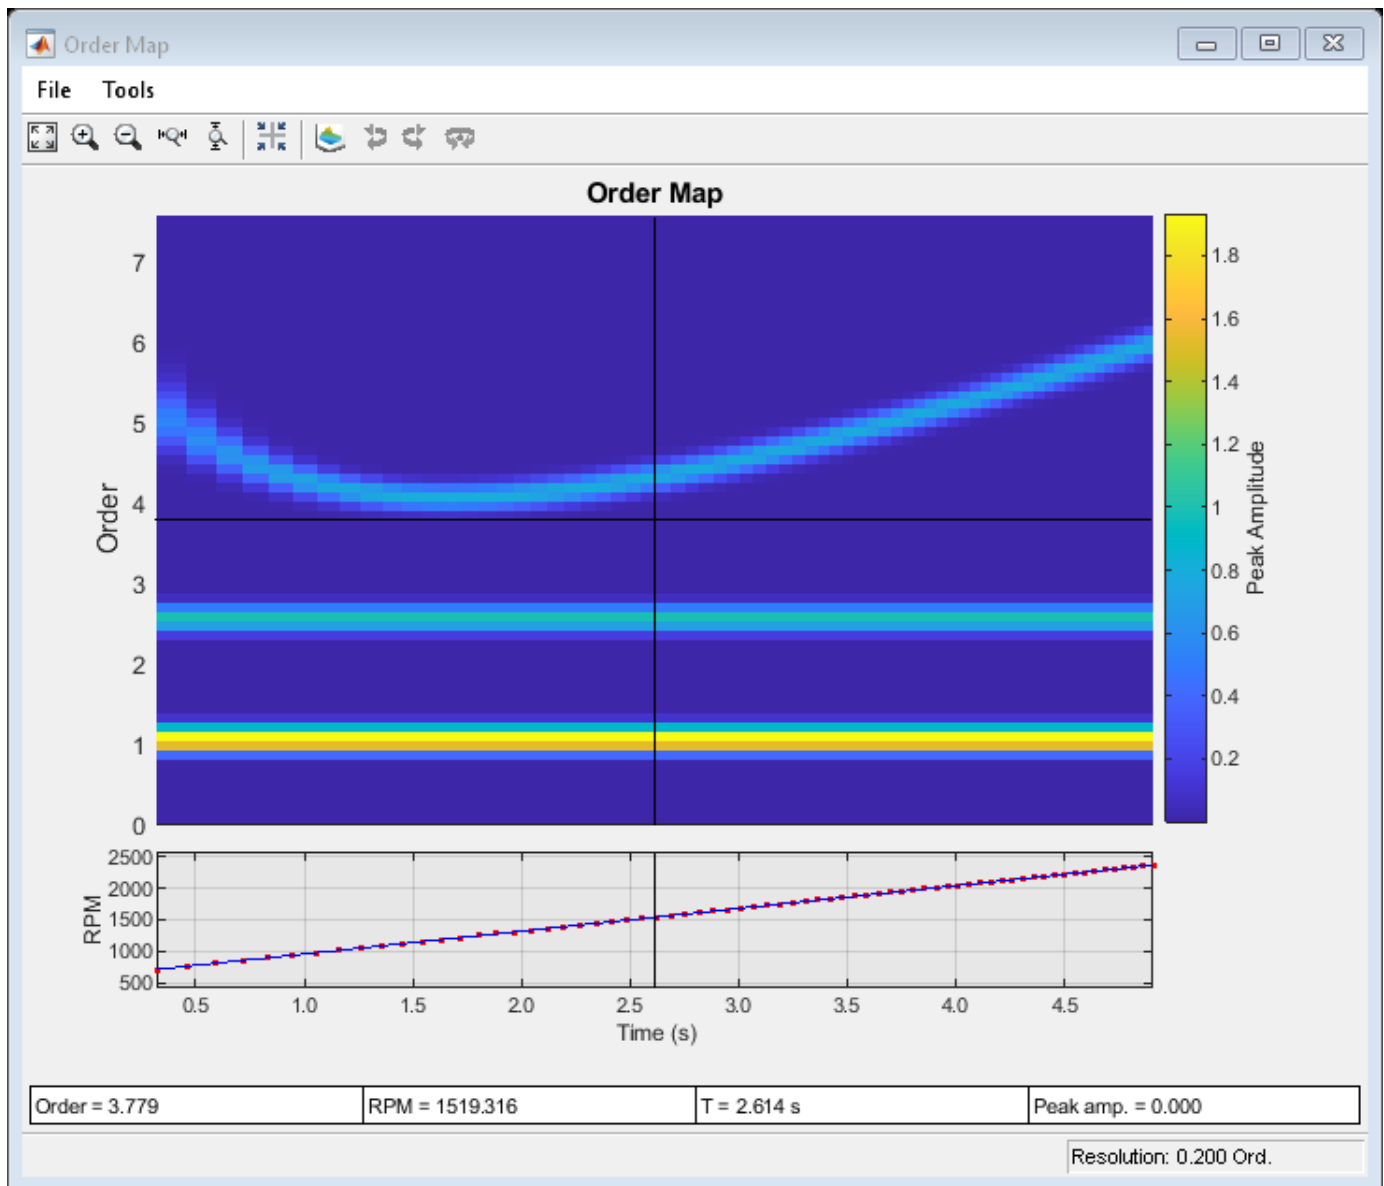 Order Map
File Tools
Order Map
7
6
5
4
3
2
1
0
Order
1.8
1.6
1.4
1.2
1
0.8
0.6
0.4
0.2
Peak Amplitude
2500
2000
1500
1000
500
RPM
0.5 1.0 1.5 2.0 2.5 3.0 3.5 4.0 4.5
Time (s)
Order = 3.779 RPM = 1519.316 T = 2.614 s Peak amp. = 0.000
Resolution: 0.200 Ord.